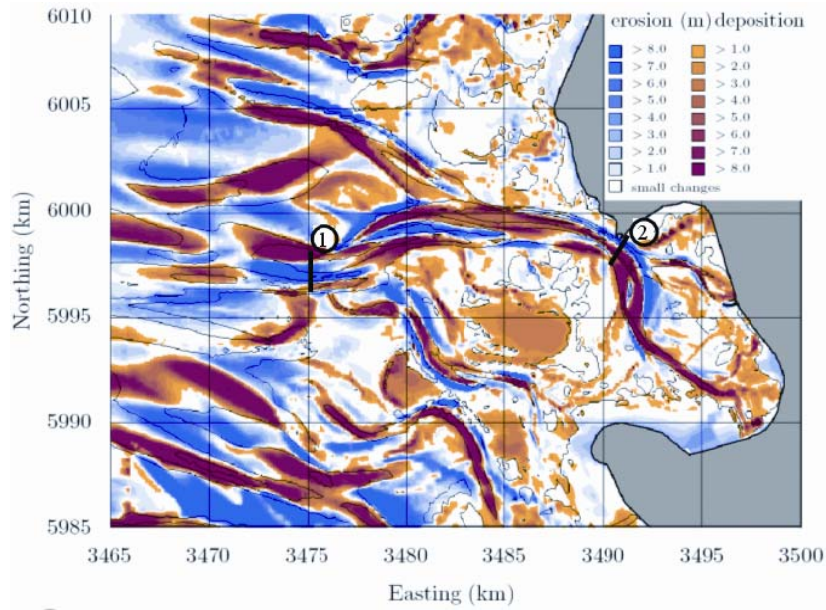 6010
6005
6000
5995
5990
5985
Northing (km)
erosion (m) deposition
> 8.0 > 1.0
> 7.0 > 2.0
> 6.0 > 3.0
> 5.0 > 4.0
> 4.0 > 5.0
> 3.0 > 6.0
> 2.0 > 7.0
> 1.0 > 8.0
small changes
1
2
3465 3470 3475 3480 3485 3490 3495 3500
Easting (km)